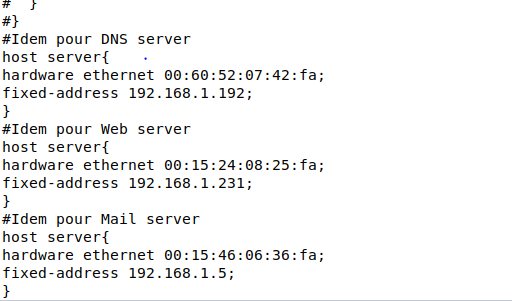 #  }
#}
#Idem pour DNS server
host server{
hardware ethernet 00:60:52:07:42:fa;
fixed-address 192.168.1.192;
}
#Idem pour Web server
host server{
hardware ethernet 00:15:24:08:25:fa;
fixed-address 192.168.1.231;
}
#Idem pour Mail server
host server{
hardware ethernet 00:15:46:06:36:fa;
fixed-address 192.168.1.5;
}